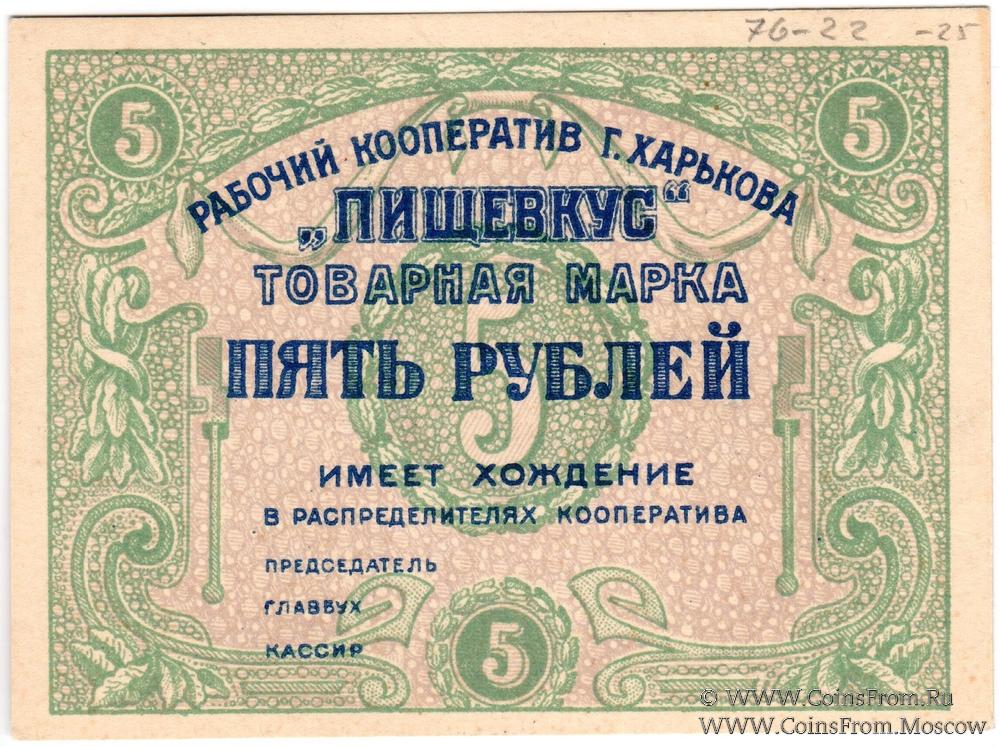 76-22 -25
5 5
РАБОЧИЙ КООПЕРАТИВ Г. ХАРЬКОВА
„ПИЩЕВКУС“
ТОВАРНАЯ МАРКА
5
ПЯТЬ РУБЛЕЙ
ИМЕЕТ ХОЖДЕНИЕ
В РАСПРЕДЕЛИТЕЛЯХ КООПЕРАТИВА
ПРЕДСЕДАТЕЛЬ
ГЛАВБУХ
КАССИР
5
© WWW.CoinsFrom.Ru
WWW.CoinsFrom.Moscow